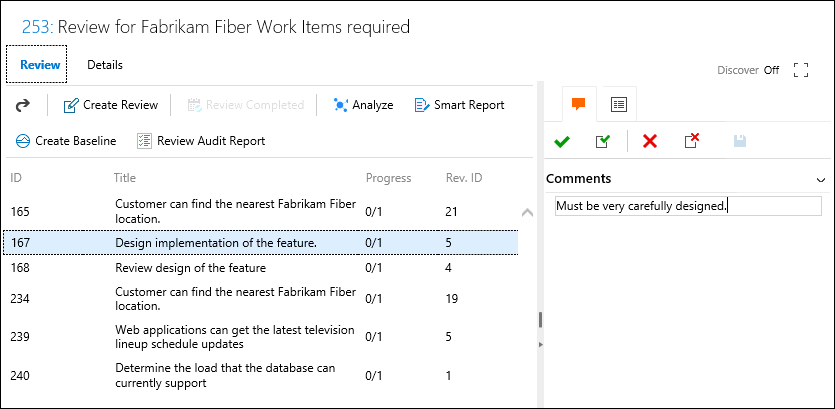 253: Review for Fabrikam Fiber Work Items required
Review Details
Discover Off
Create Review Review Completed Analyze Smart Report
Create Baseline Review Audit Report
ID Title Progress Rev. ID
165 Customer can find the nearest Fabrikam Fiber location. 0/1 21
167 Design implementation of the feature. 0/1 5
168 Review design of the feature 0/1 4
234 Customer can find the nearest Fabrikam Fiber location. 0/1 19
239 Web applications can get the latest television lineup schedule updates 0/1 5
240 Determine the load that the database can currently support 0/1 1
Comments
Must be very carefully designed.